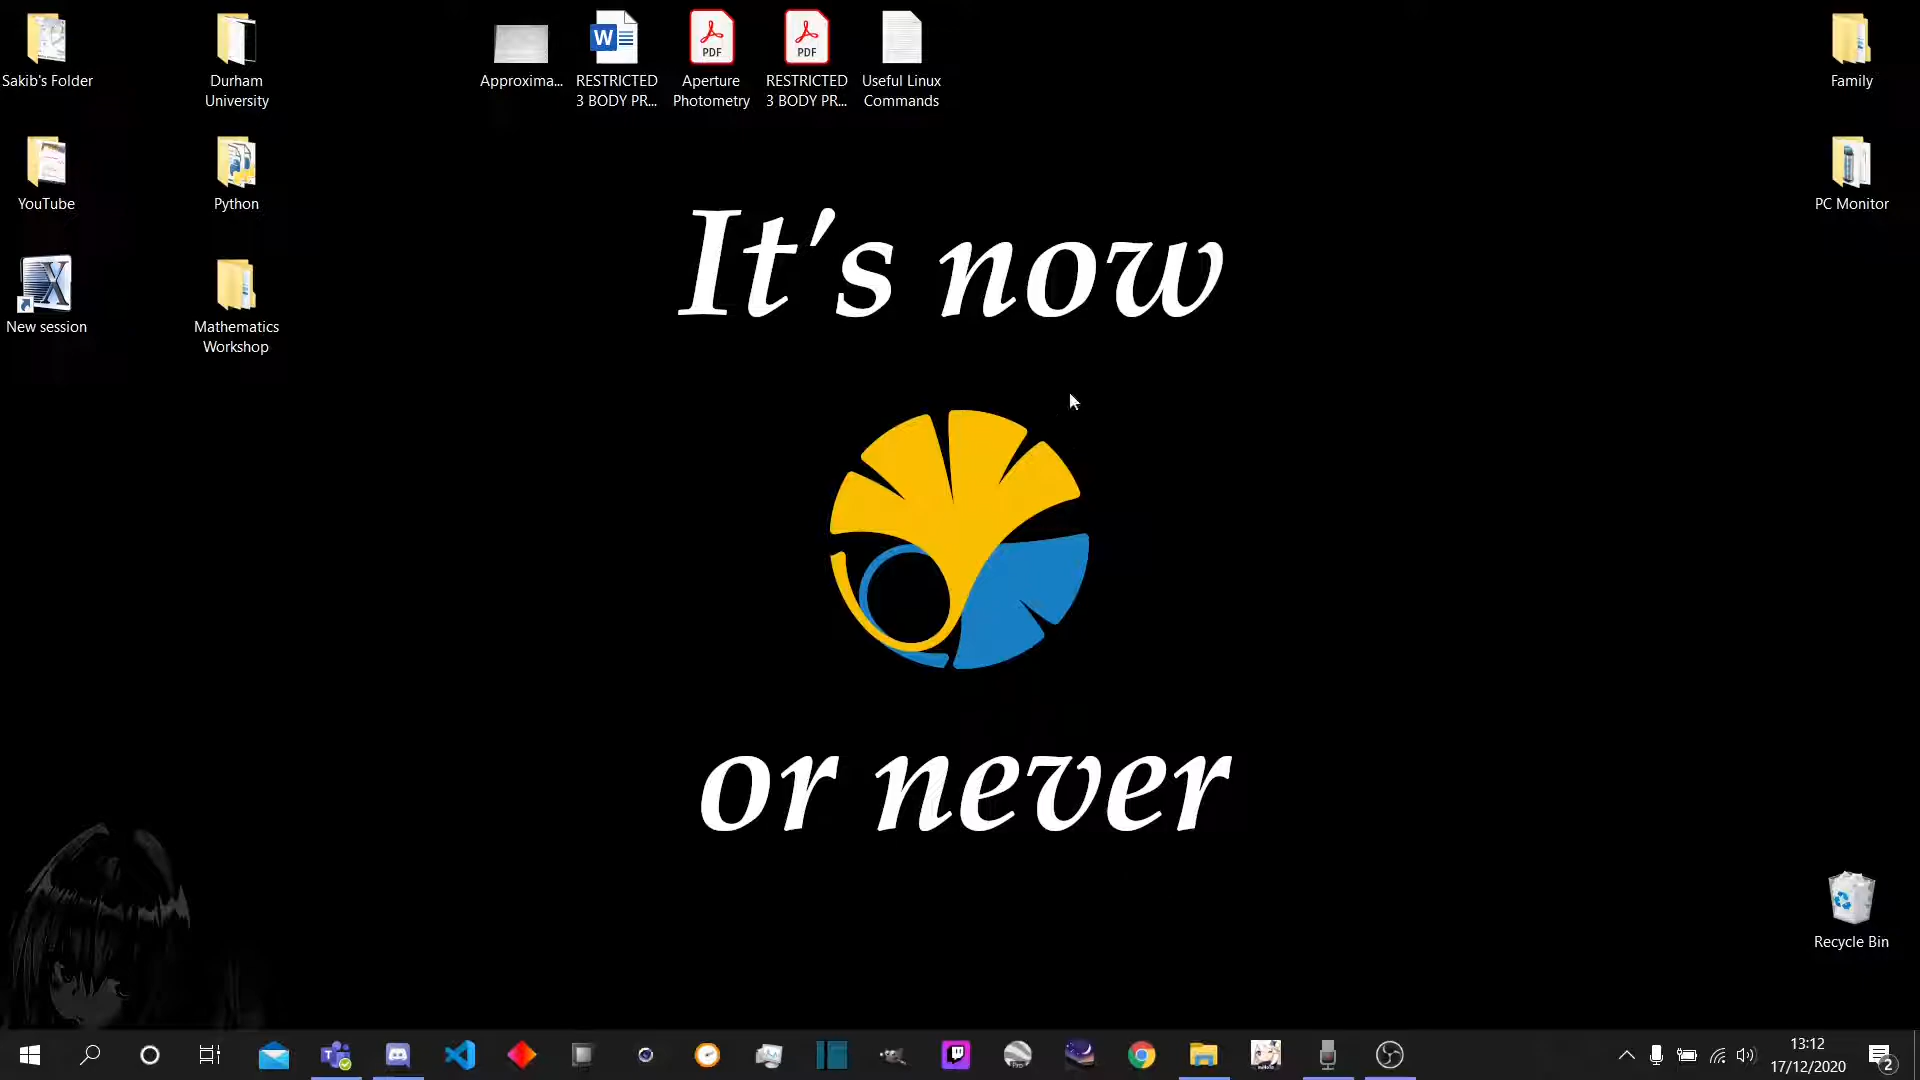 Sakib's Folder
Durham
University
Approxima...
RESTRICTED
3 BODY PR...
Aperture
Photometry
RESTRICTED
3 BODY PR...
Useful Linux
Commands
Family
YouTube
Python
PC Monitor
New session
Mathematics
Workshop
It's now
or never
Recycle Bin
13:12
17/12/2020
2